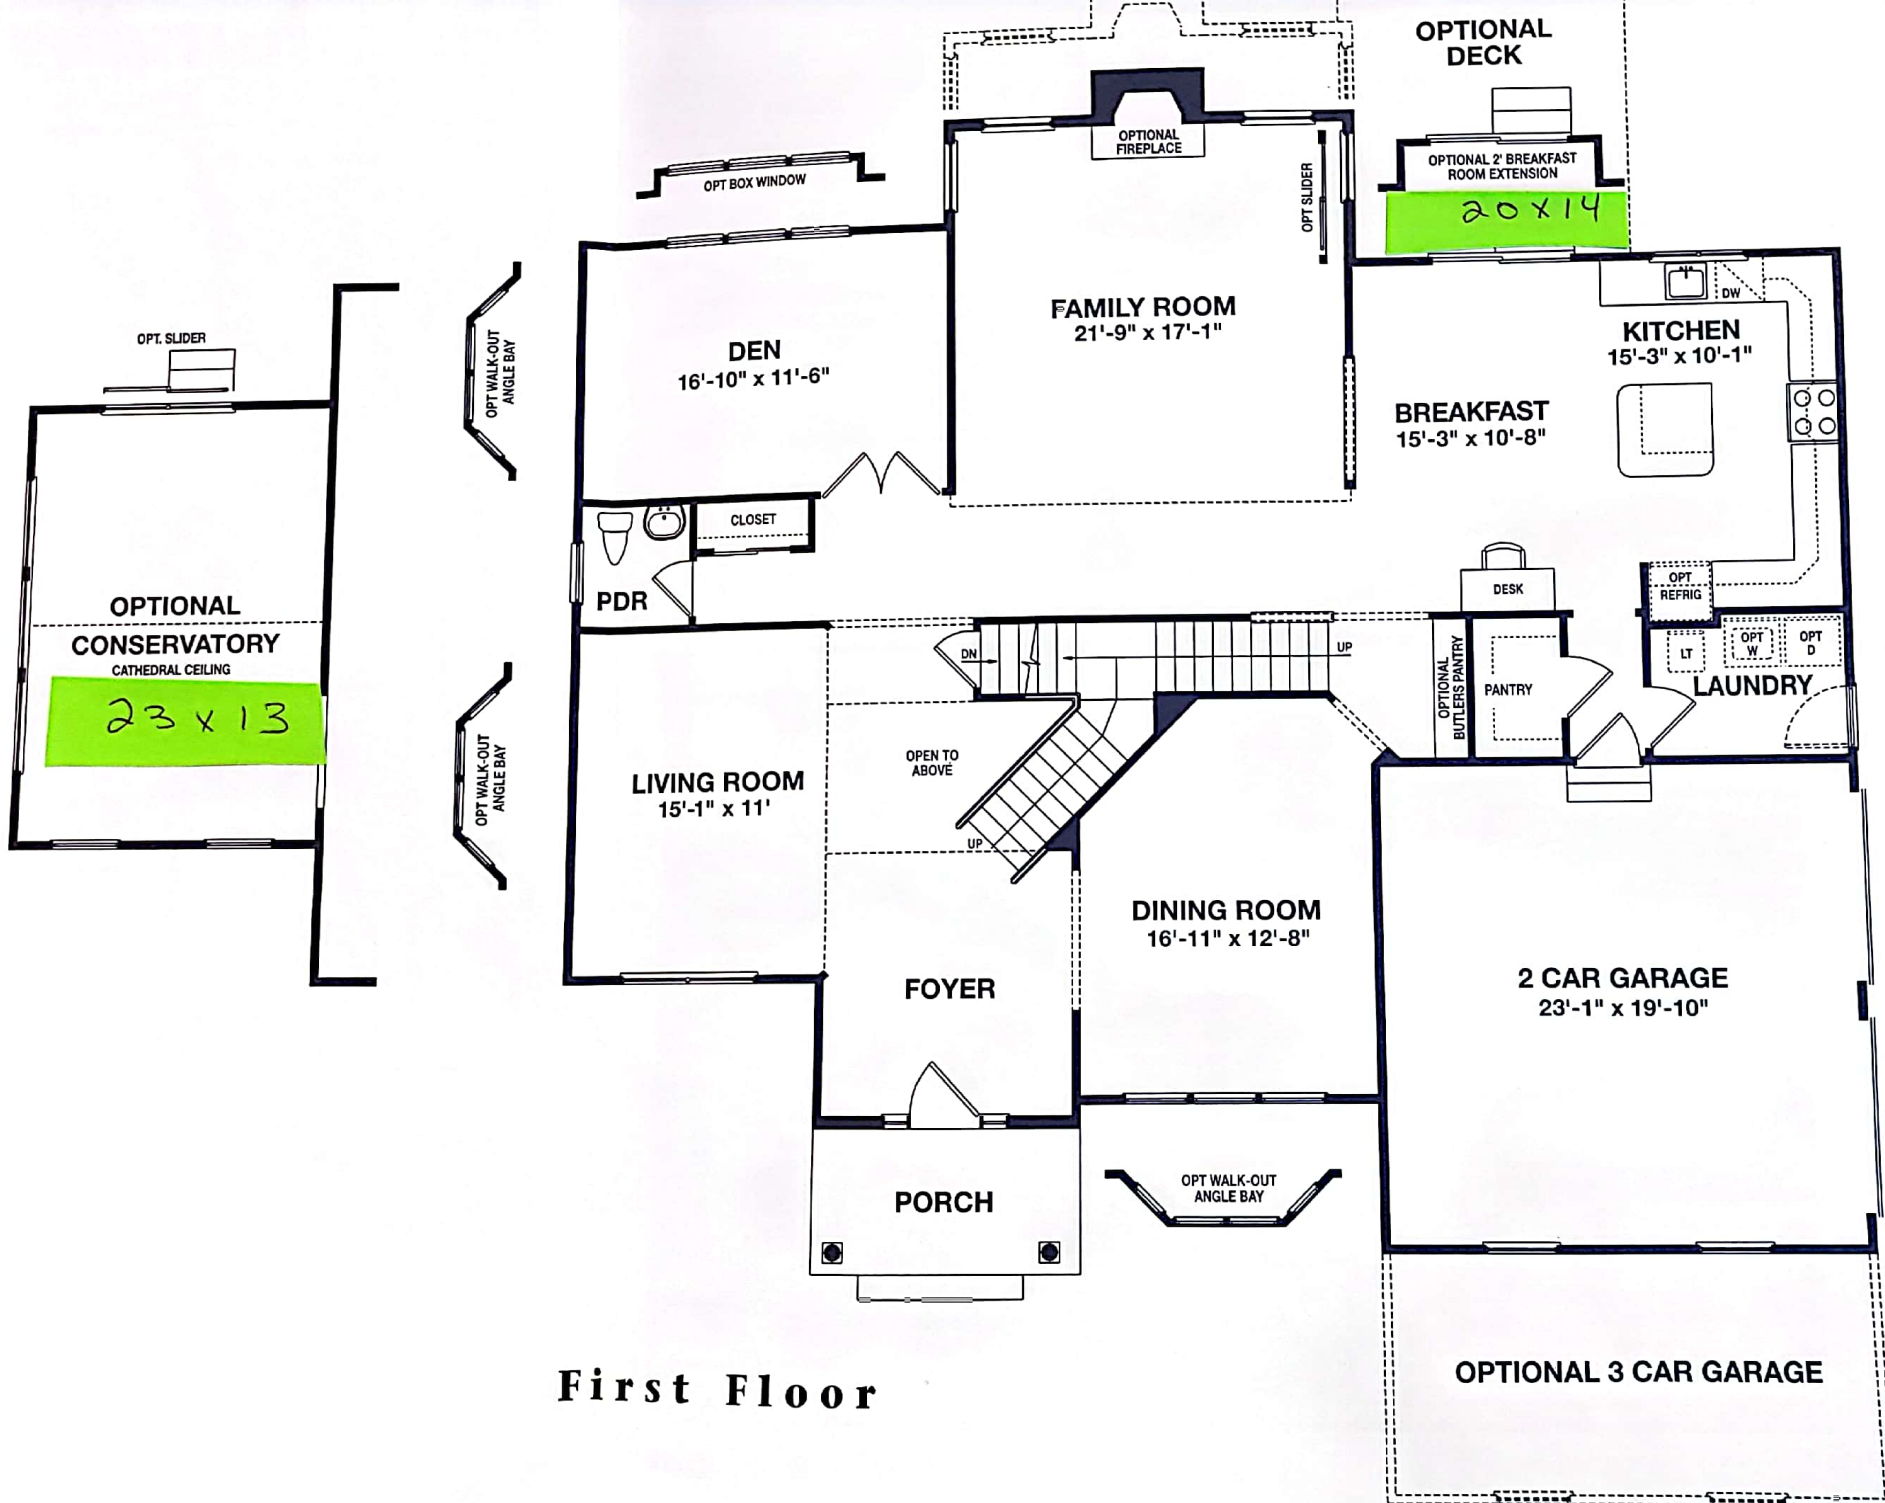 OPTIONAL
DECK
OPTIONAL
FIREPLACE
OPTIONAL 2' BREAKFAST
ROOM EXTENSION
OPT BOX WINDOW
OPT SLIDER
20 X 14
FAMILY ROOM
21'-9" x 17'-1"
DW
KITCHEN
15'-3" x 10'-1"
OPT. SLIDER
OPT WALK-OUT
ANGLE BAY
DEN
16'-10" x 11'-6"
BREAKFAST
15'-3" x 10'-8"
CLOSET
PDR
DESK
OPT
REFRIG
OPTIONAL
CONSERVATORY
CATHEDRAL CEILING
23 x 13
DN
UP
OPTIONAL
BUTLERS PANTRY
PANTRY
LT
OPT
W
OPT
D
LAUNDRY
OPT WALK-OUT
ANGLE BAY
LIVING ROOM
15'-1" x 11'
OPEN TO
ABOVE
UP
DINING ROOM
16'-11" x 12'-8"
FOYER
2 CAR GARAGE
23'-1" x 19'-10"
PORCH
OPT WALK-OUT
ANGLE BAY
First Floor
OPTIONAL 3 CAR GARAGE